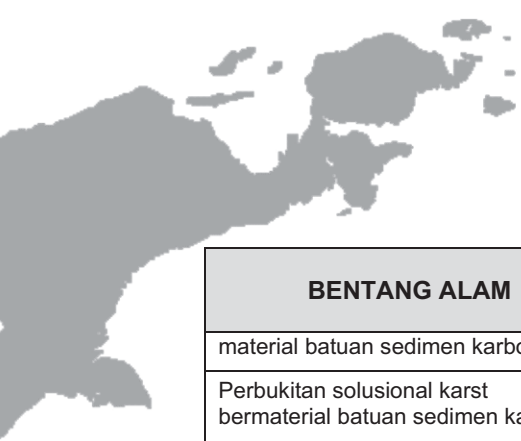 BENTANG ALAM
material batuan sedimen
Perbukitan solusional karst
bermaterial batuan sedimen